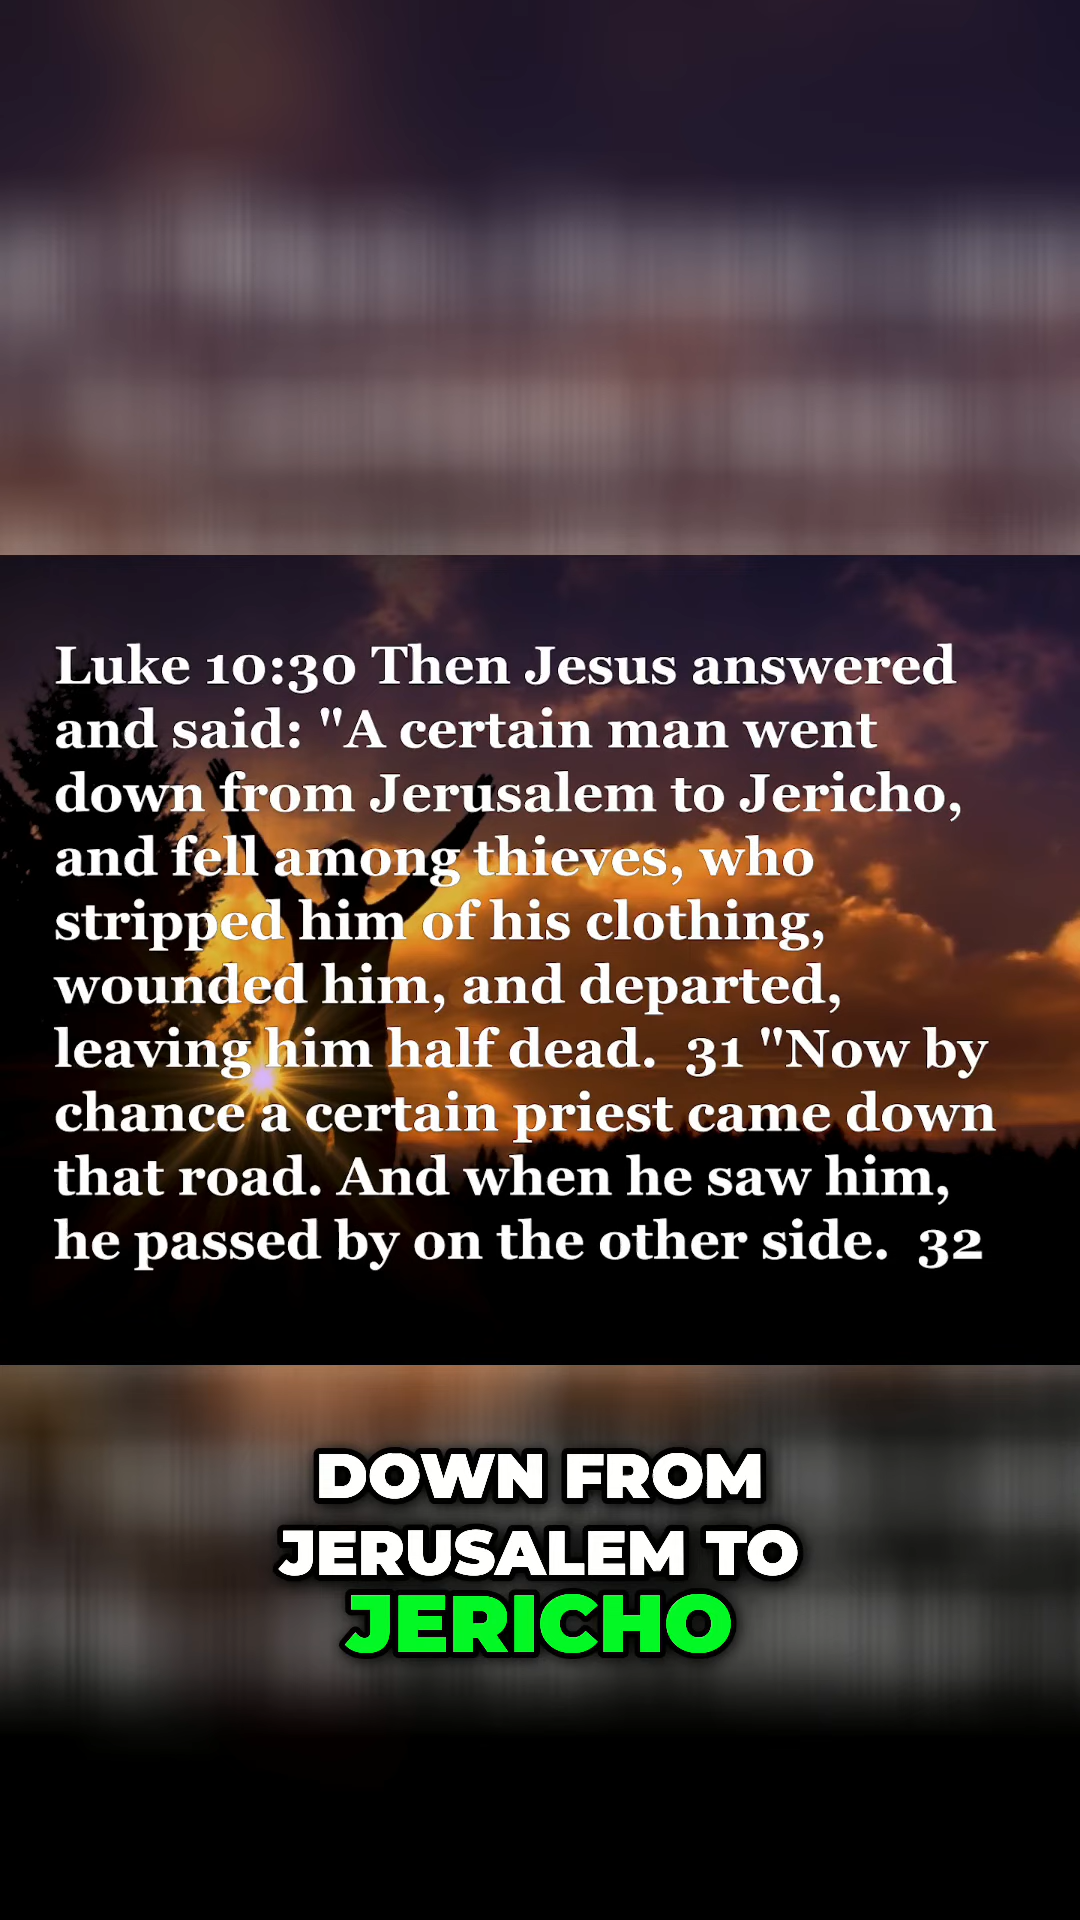 Luke 10:30 Then Jesus answered
and said: "A certain man went
down from Jerusalem to Jericho,
and fell among thieves, who
stripped him of his clothing,
wounded him, and departed,
leaving him half dead.  31 "Now by
chance a certain priest came down
that road. And when he saw him,
he passed by on the other side.  32
DOWN FROM
JERUSALEM TO
JERICHO